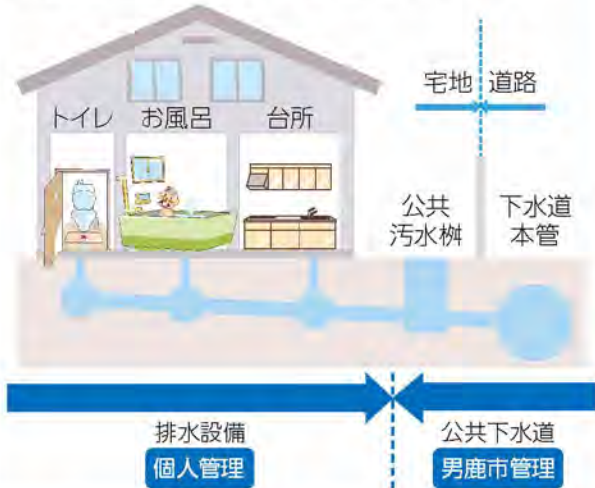 宅地 道路
トイレ お風呂 台所
公共
汚水桝
下水道
本管
排水設備
個人管理
公共下水道
男鹿市管理